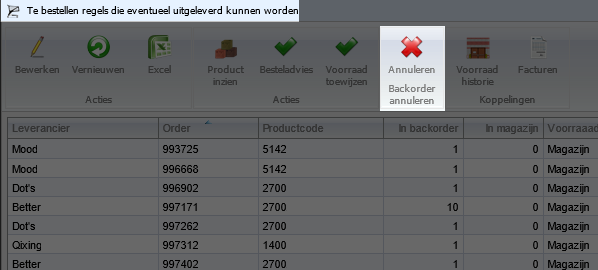 Te bestellen regels die eventueel uitgeleverd kunnen worden
Bewerken Vernieuwen Excel Product inzien Besteladvies Voorraad toewijzen Annuleren Voorraad historie Facturen
Acties Acties Backorder annuleren Koppelingen
Leverancier Order Productcode In backorder In magazijn Voorraaad
Mood 993725 5142 1 0 Magazijn
Mood 996668 5142 1 0 Magazijn
Dot's 996902 2700 1 0 Magazijn
Better 997171 2700 10 0 Magazijn
Dot's 997262 2700 1 0 Magazijn
Qixing 997312 1400 1 0 Magazijn
Better 997402 2700 1 0 Magazijn